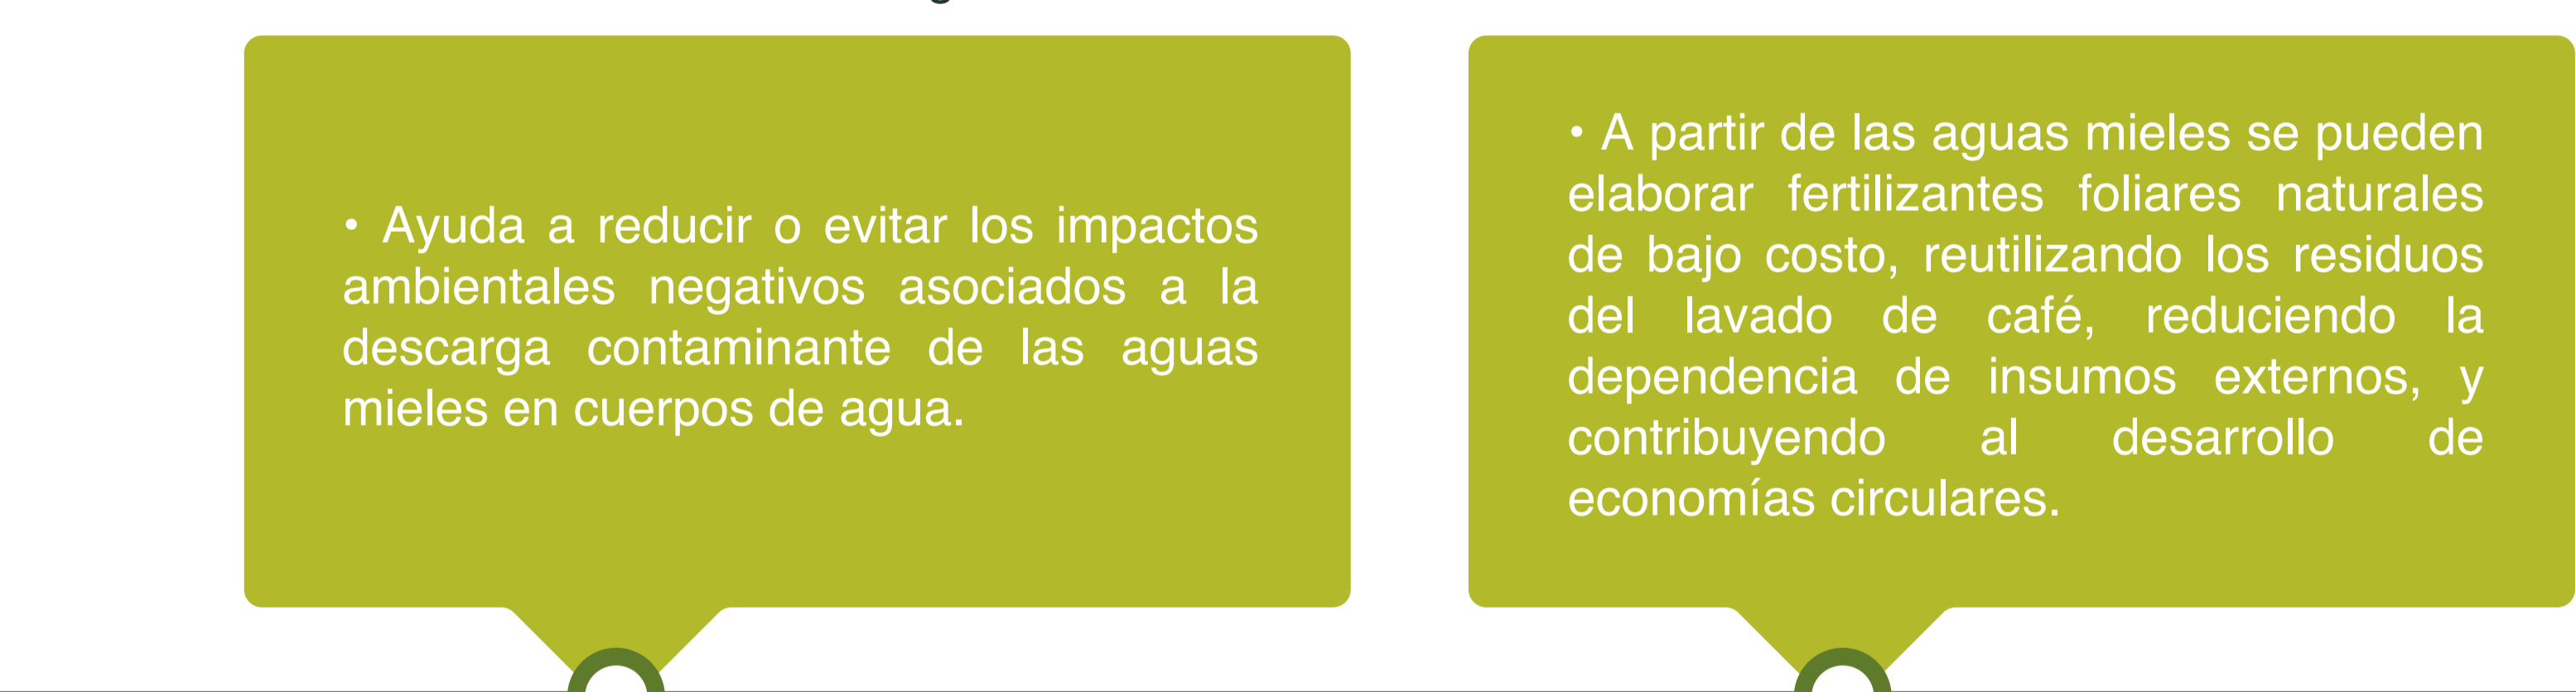 • Ayuda a reducir o evitar los impactos
ambientales negativos asociados a la
descarga contaminante de las aguas
mieles en cuerpos de agua.
• A partir de las aguas mieles se pueden
elaborar fertilizantes foliares naturales
de bajo costo, reutilizando los residuos
del lavado de café, reduciendo la
dependencia de insumos externos, y
contribuyendo al desarrollo de
economías circulares.